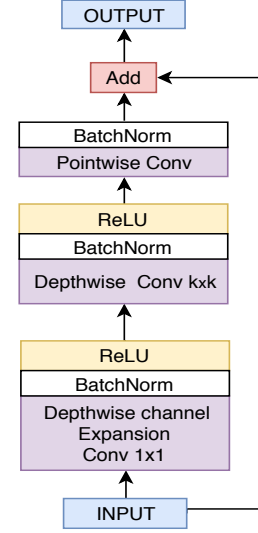 OUTPUT
Add
BatchNorm
Pointwise Conv
ReLU
BatchNorm
Depthwise Conv kxk
ReLU
BatchNorm
Depthwise channel
Expansion
Conv 1x1
INPUT